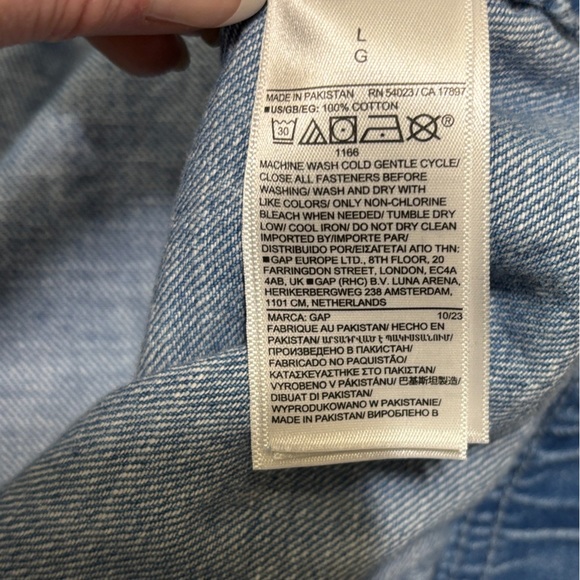 L
G
MADE IN PAKISTAN RN 54023 / CA 17897
■US/GB/EG: 100% COTTON
30
®
1166
MACHINE WASH COLD GENTLE CYCLE/
CLOSE ALL FASTENERS BEFORE
WASHING/ WASH AND DRY WITH
LIKE COLORS/ ONLY NON-CHLORINE
BLEACH WHEN NEEDED/ TUMBLE DRY
LOW/ COOL IRON/ DO NOT DRY CLEAN
IMPORTED BY/IMPORTE PAR/
DISTRIBUIDO POR/ΕΙΣΑΓΕΤΑΙ ΑΠΟ ΤΗΝ:
■GAP EUROPE LTD., 8TH FLOOR, 20
FARRINGDON STREET, LONDON, EC4A
4AB, UK ■GAP (RHC) B.V. LUNA ARENA,
HERIKERBERGWEG 238 AMSTERDAM,
1101 CM, NETHERLANDS
MARCA: GAP 10/23
FABRIQUE AU PAKISTAN/ HECHO EN
PAKISTAN/ ԱՐՏԱԴՐՎԱԾ Է ՊԱԿԻՍՏԱՆՈՒՄ/
ПРОИЗВЕДЕНО В ПАКИСТАН/
FABRICADO NO PAQUISTÃO/
ΚΑΤΑΣΚΕΥΑΣΤΗΚΕ ΣΤΟ ΠΑΚΙΣΤΑΝ/
VYROBENO V PÁKISTÁNU/ 巴基斯坦製造/
DIBUAT DI PAKISTAN/
WYPRODUKOWANO W PAKISTANIE/
MADE IN PAKISTAN/ ВИРОБЛЕНО В